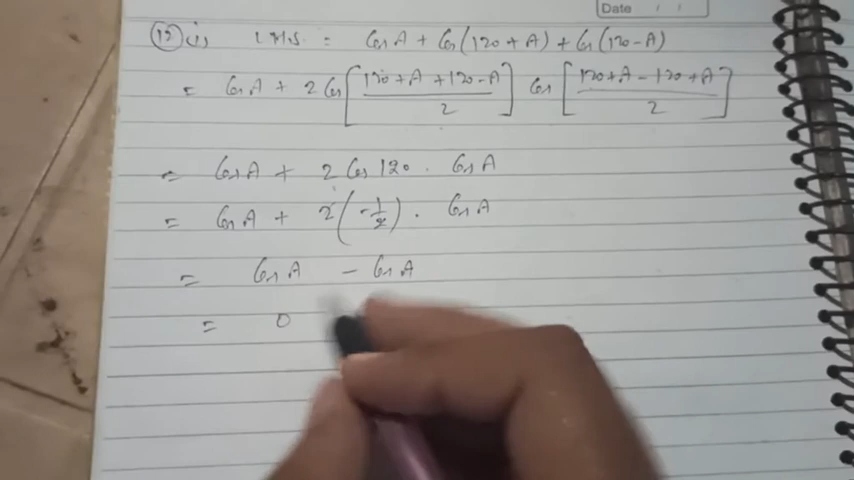 Date / /
(12) (i) L.H.S. = Cos A + Cos(120 + A) + Cos(120 - A)
= Cos A + 2 Cos [(120 + A + 120 - A)/2] Cos [(120 + A - 120 + A)/2]
= Cos A + 2 Cos 120 . Cos A
= Cos A + 2 (-1/2) . Cos A
= Cos A - Cos A
= 0